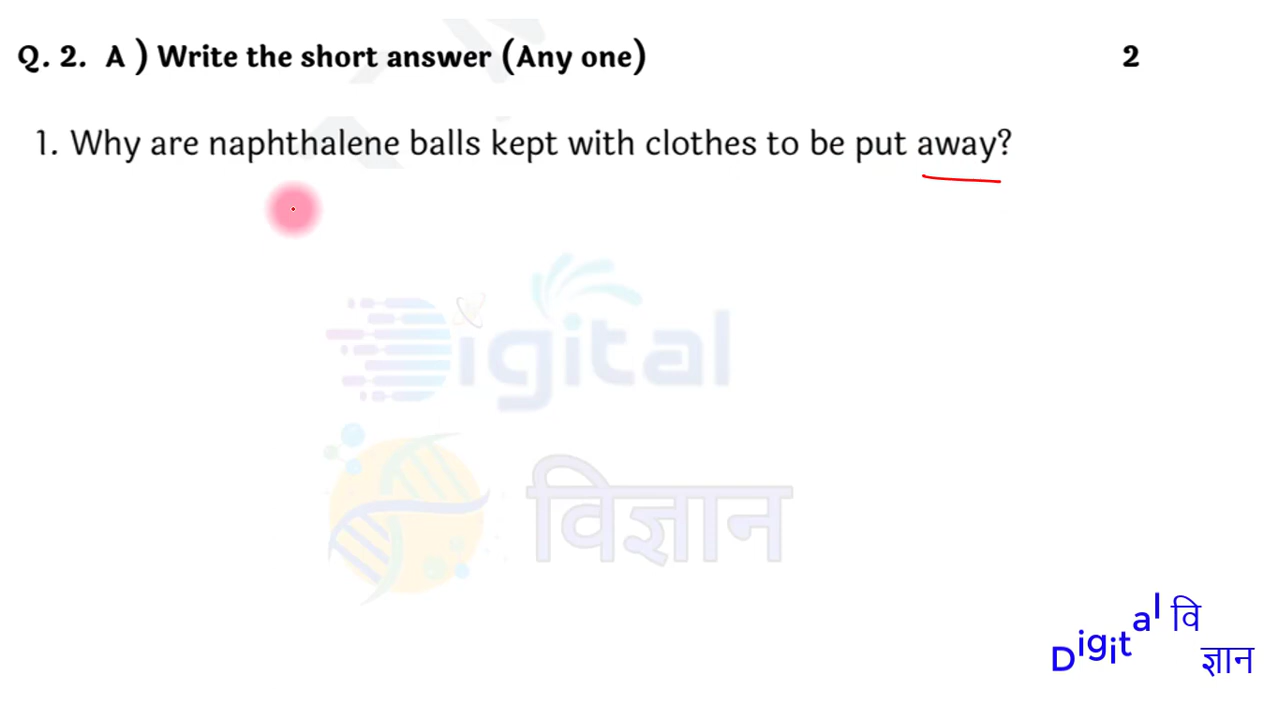 Q. 2. A ) Write the short answer (Any one) 2
1. Why are naphthalene balls kept with clothes to be put away?
Digital
विज्ञान
Digital वि
ज्ञान